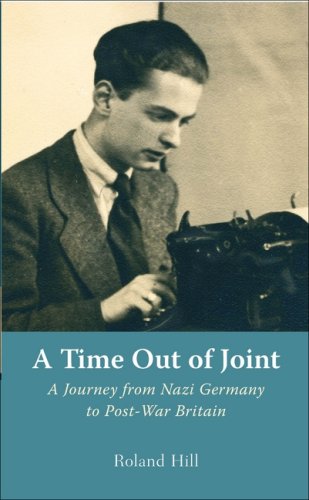 A Time Out of Joint
A Journey from Nazi Germany
to Post-War Britain
Roland Hill